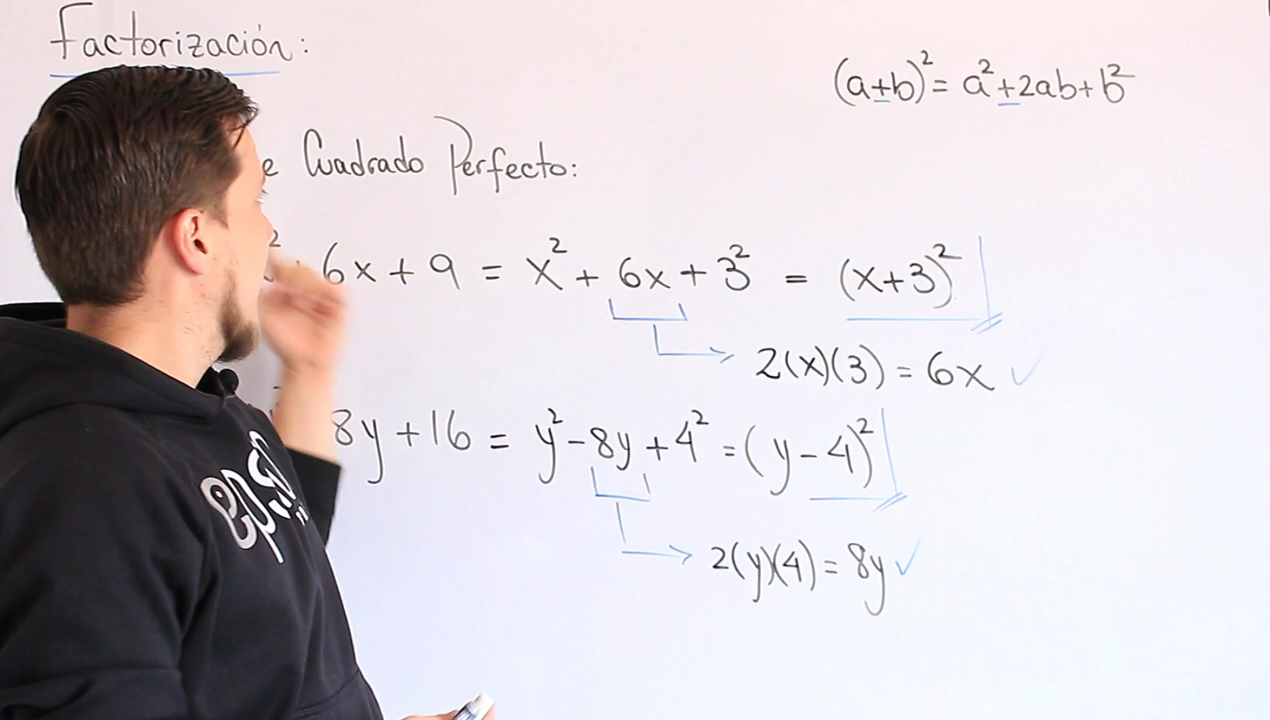 Factorización:
(a+b)² = a²+2ab+b²
e Cuadrado Perfecto:
² + 6x + 9 = x² + 6x + 3² = (x+3)²
2(x)(3) = 6x ✓
8y + 16 = y² - 8y + 4² = (y - 4)²
2(y)(4) = 8y ✓